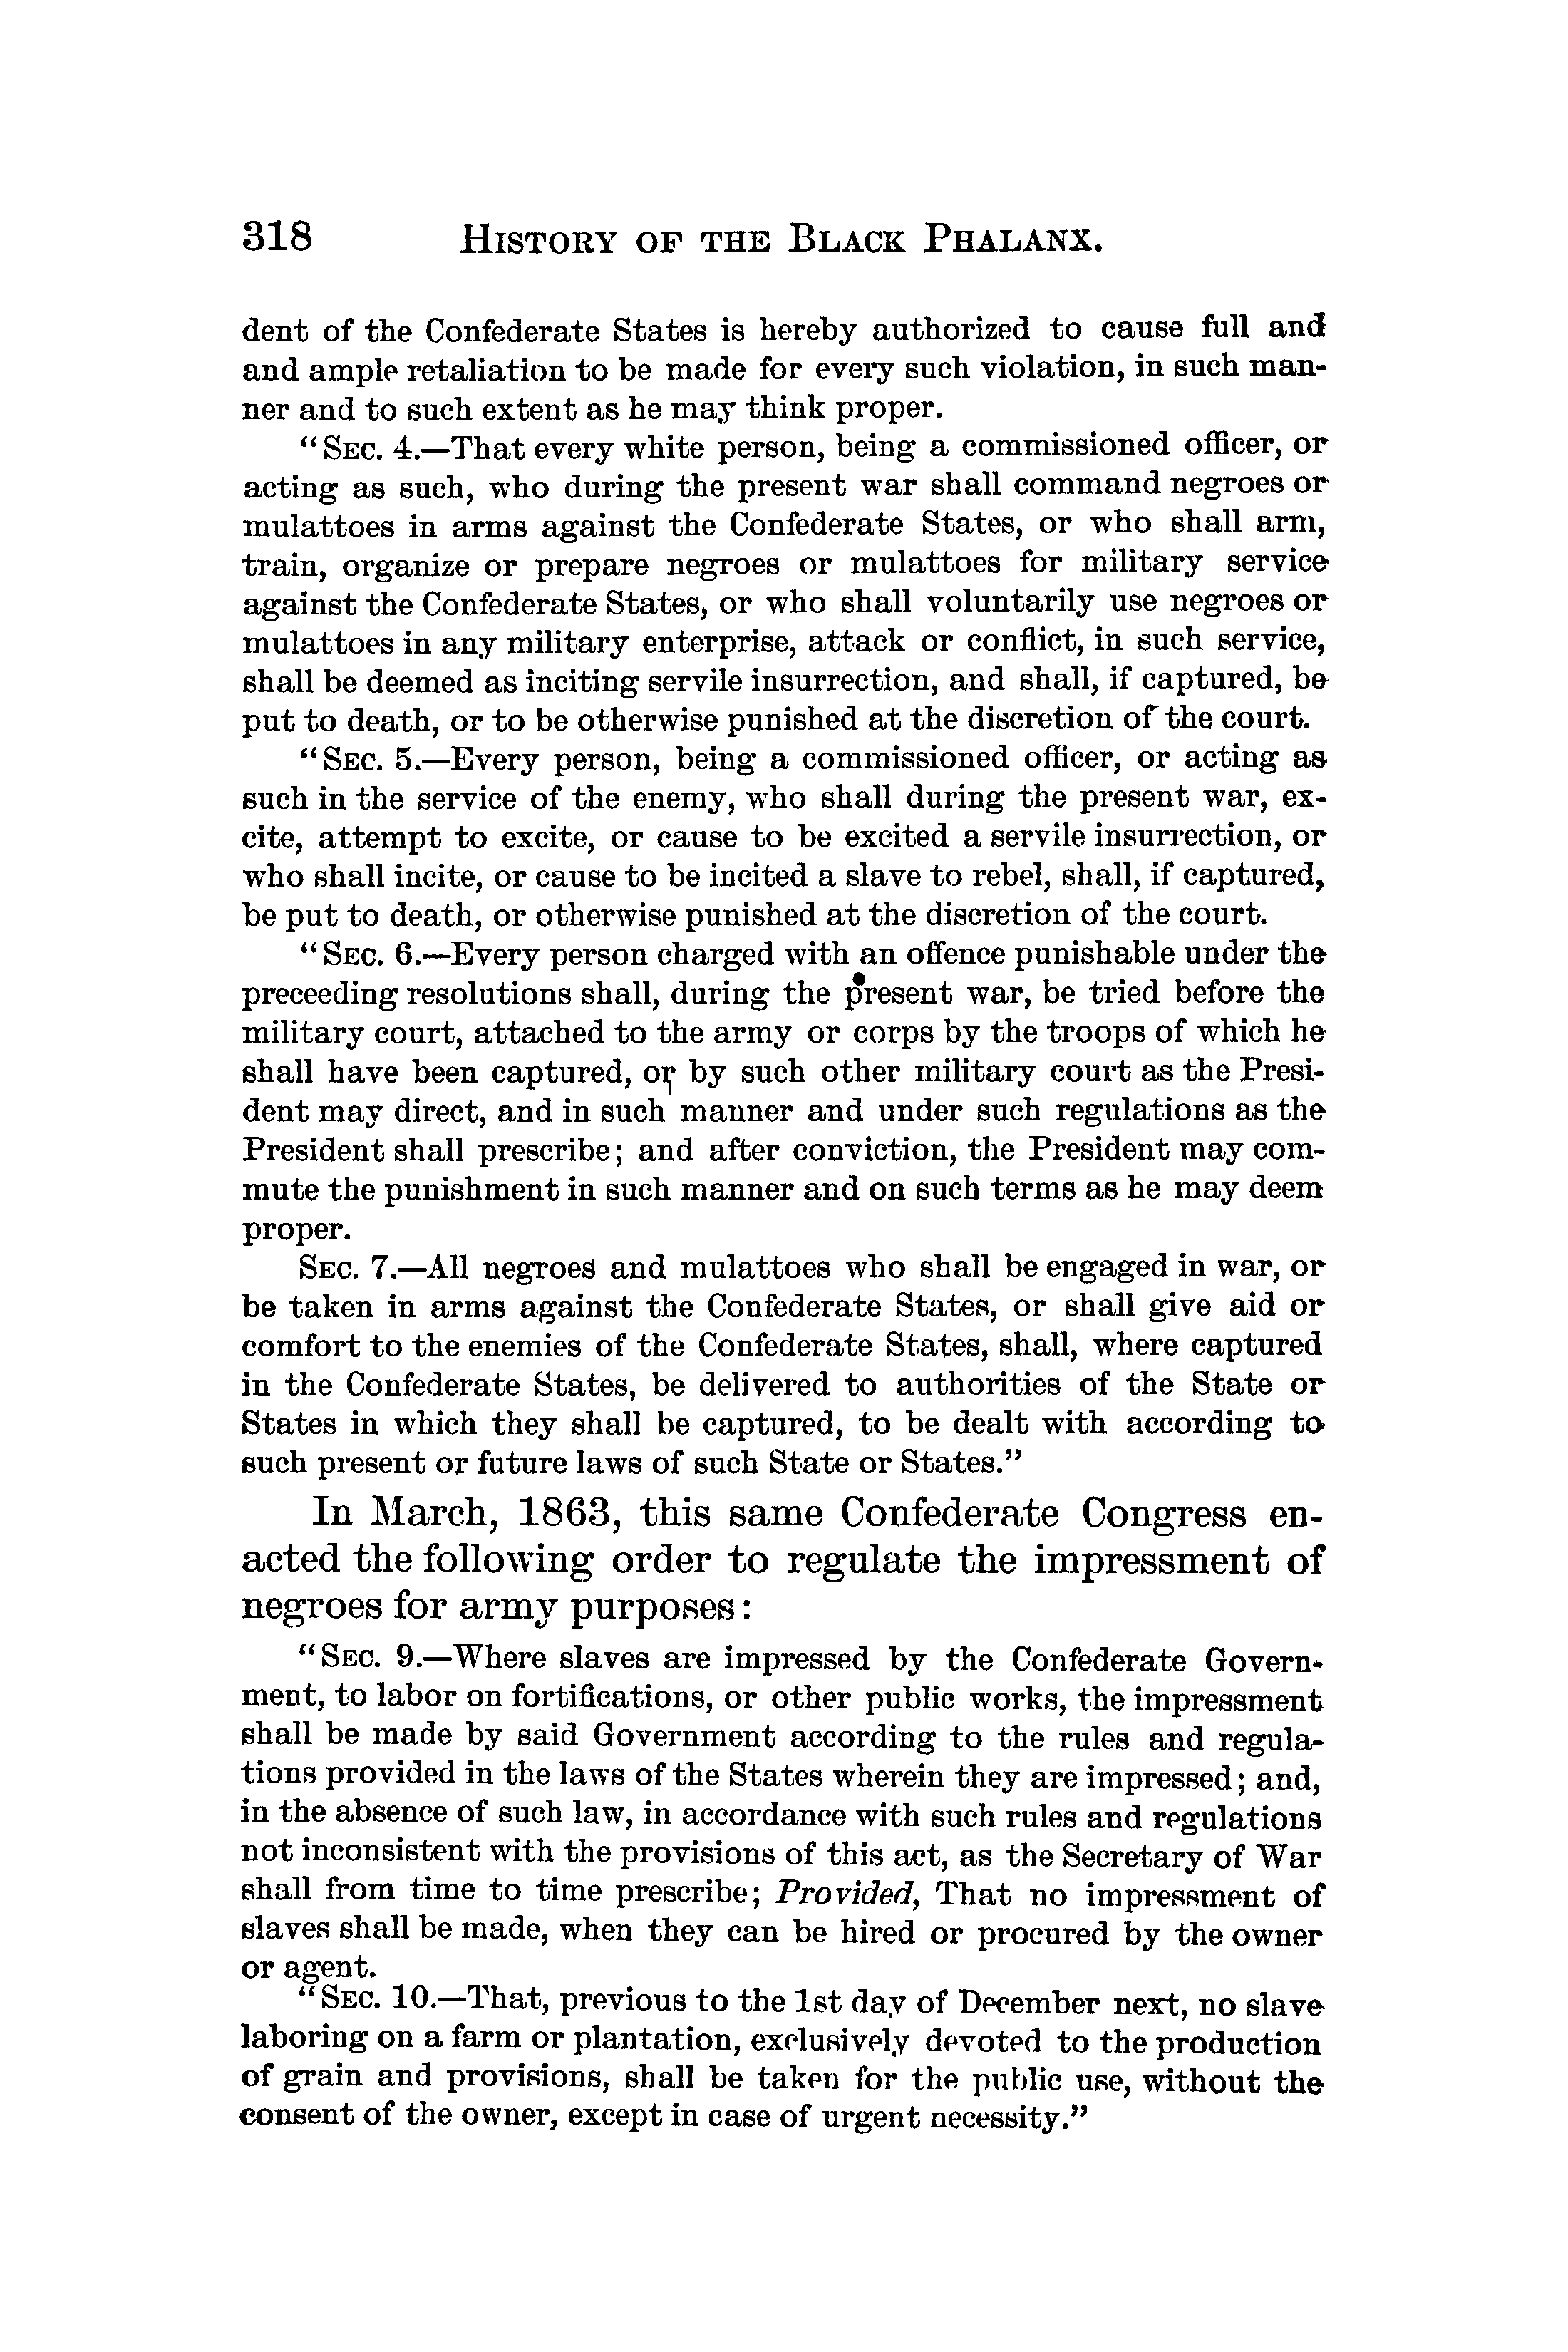 318 HISTORY OF THE BLACK PHALANX.
dent of the Confederate States is hereby authorized to cause full and
and ample retaliation to be made for every such violation, in such man-
ner and to such extent as he may think proper.
“SEC. 4.—That every white person, being a commissioned officer, or
acting as such, who during the present war shall command negroes or
mulattoes in arms against the Confederate States, or who shall arm,
train, organize or prepare negroes or mulattoes for military service
against the Confederate States, or who shall voluntarily use negroes or
mulattoes in any military enterprise, attack or conflict, in such service,
shall be deemed as inciting servile insurrection, and shall, if captured, be
put to death, or to be otherwise punished at the discretion of the court.
“SEC. 5.—Every person, being a commissioned officer, or acting as
such in the service of the enemy, who shall during the present war, ex-
cite, attempt to excite, or cause to be excited a servile insurrection, or
who shall incite, or cause to be incited a slave to rebel, shall, if captured,
be put to death, or otherwise punished at the discretion of the court.
“SEC. 6.—Every person charged with an offence punishable under the
preceeding resolutions shall, during the present war, be tried before the
military court, attached to the army or corps by the troops of which he
shall have been captured, or by such other military court as the Presi-
dent may direct, and in such manner and under such regulations as the
President shall prescribe; and after conviction, the President may com-
mute the punishment in such manner and on such terms as he may deem
proper.
SEC. 7.—All negroes and mulattoes who shall be engaged in war, or
be taken in arms against the Confederate States, or shall give aid or
comfort to the enemies of the Confederate States, shall, where captured
in the Confederate States, be delivered to authorities of the State or
States in which they shall be captured, to be dealt with according to
such present or future laws of such State or States.”
In March, 1863, this same Confederate Congress en-
acted the following order to regulate the impressment of
negroes for army purposes:
“SEC. 9.—Where slaves are impressed by the Confederate Govern-
ment, to labor on fortifications, or other public works, the impressment
shall be made by said Government according to the rules and regula-
tions provided in the laws of the States wherein they are impressed; and,
in the absence of such law, in accordance with such rules and regulations
not inconsistent with the provisions of this act, as the Secretary of War
shall from time to time prescribe; Provided, That no impressment of
slaves shall be made, when they can be hired or procured by the owner
or agent.
“SEC. 10.—That, previous to the 1st day of December next, no slave
laboring on a farm or plantation, exclusively devoted to the production
of grain and provisions, shall be taken for the public use, without the
consent of the owner, except in case of urgent necessity.”